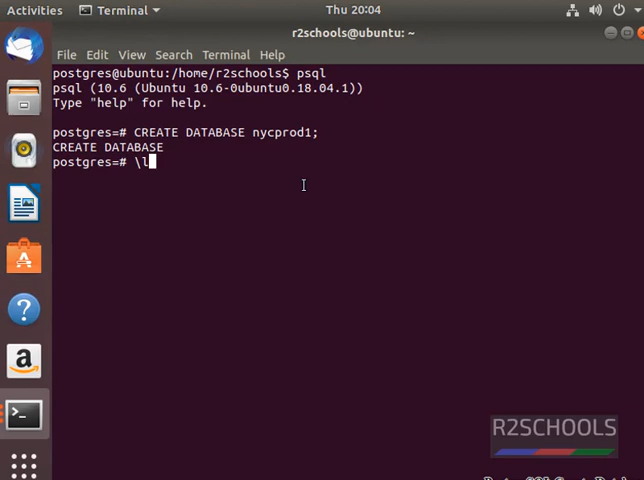 Activities Terminal Thu 20:04
r2schools@ubuntu: ~
File Edit View Search Terminal Help
postgres@ubuntu:/home/r2schools$ psql
psql (10.6 (Ubuntu 10.6-0ubuntu0.18.04.1))
Type "help" for help.
postgres=# CREATE DATABASE nycprod1;
CREATE DATABASE
postgres=# \l
R2SCHOOLS